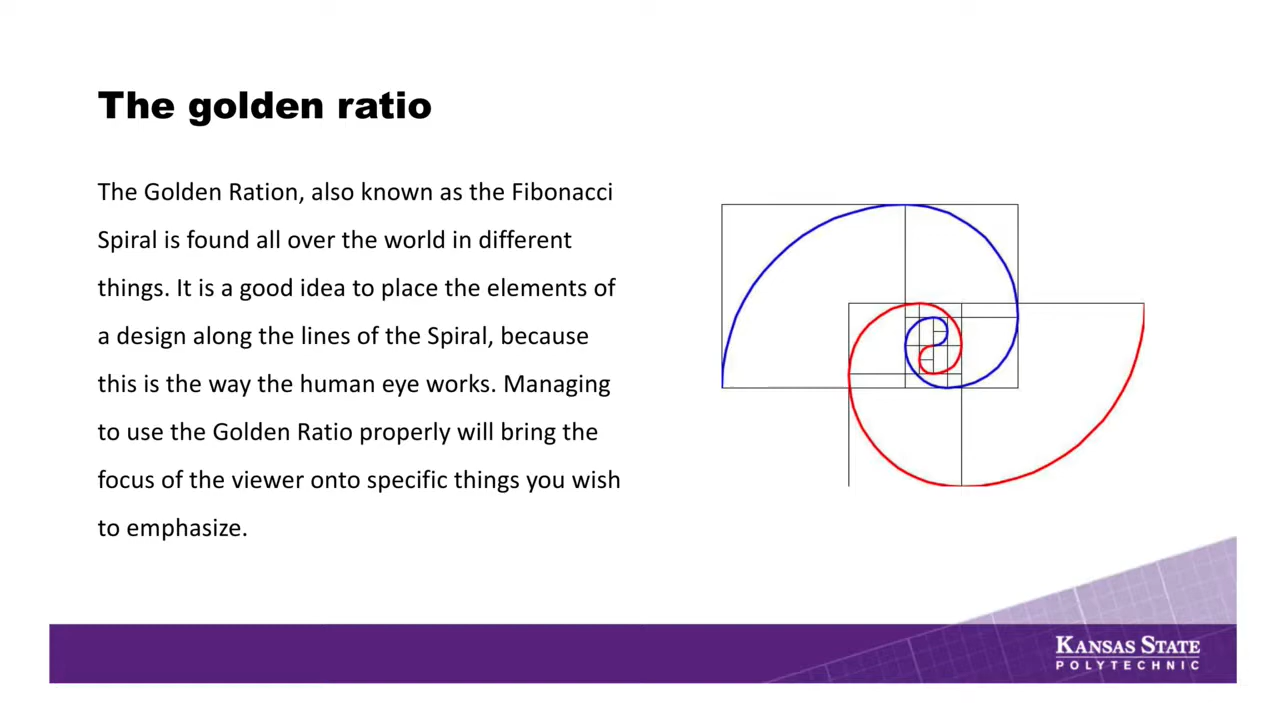 The golden ratio
The Golden Ration, also known as the Fibonacci
Spiral is found all over the world in different
things. It is a good idea to place the elements of
a design along the lines of the Spiral, because
this is the way the human eye works. Managing
to use the Golden Ratio properly will bring the
focus of the viewer onto specific things you wish
to emphasize.
KANSAS STATE
POLYTECHNIC